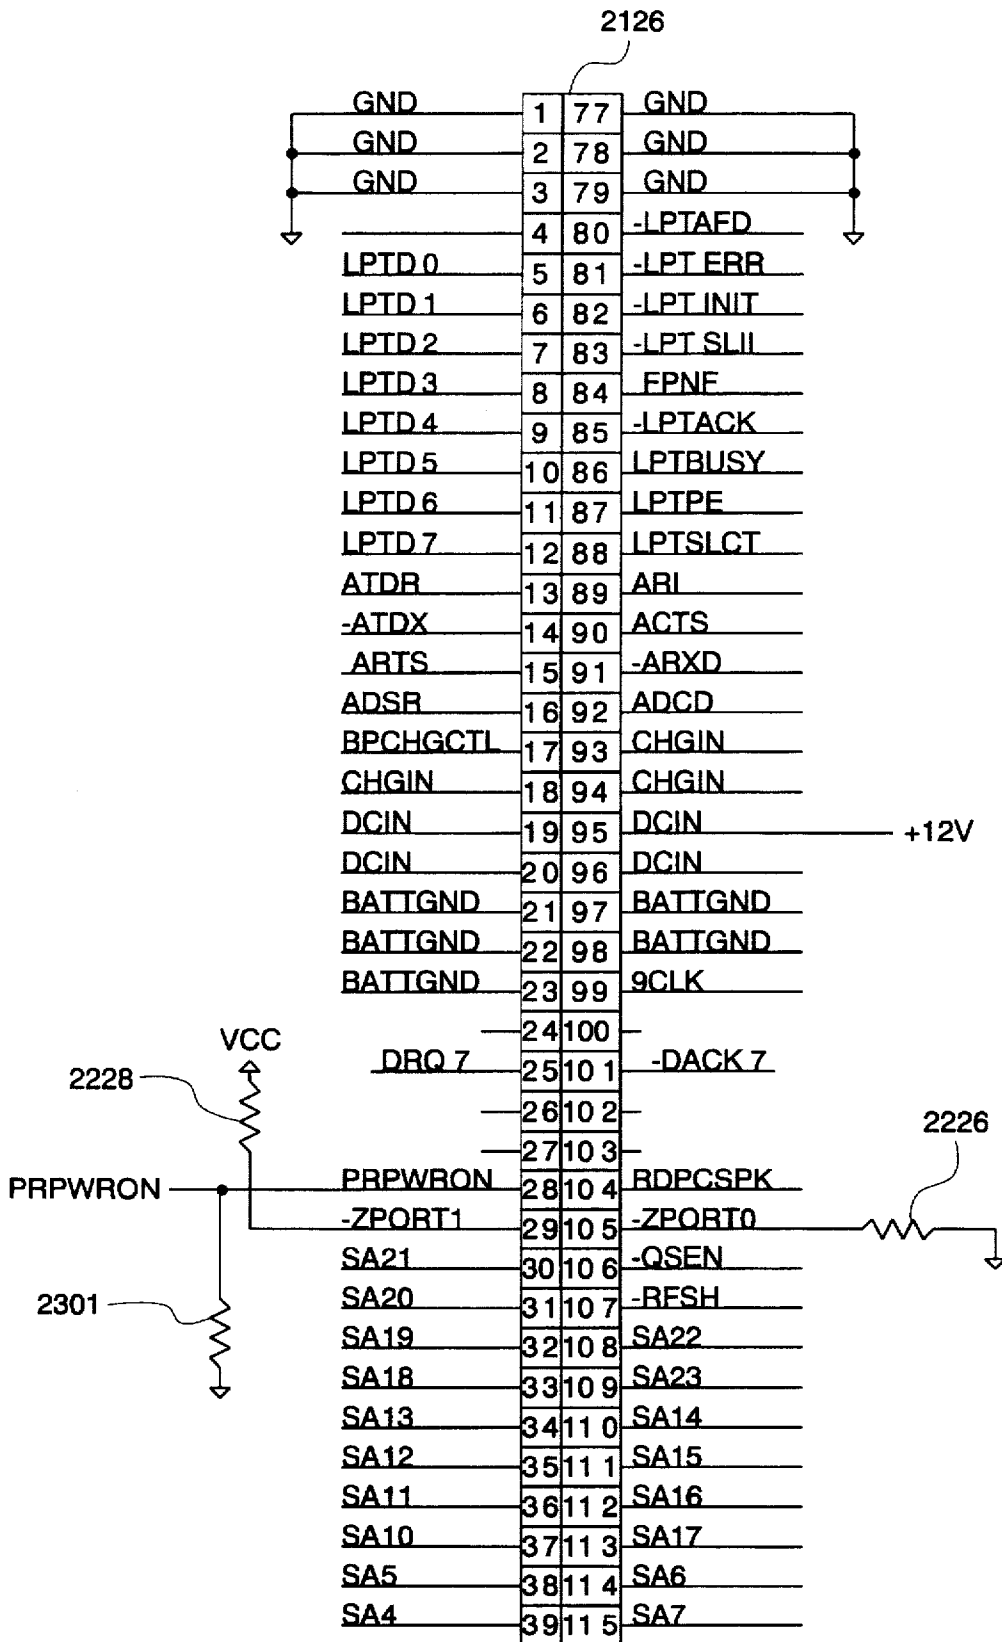 2126
GND 1 77 GND
GND 2 78 GND
GND 3 79 GND
4 80 -LPTAFD
LPTD 0 5 81 -LPT ERR
LPTD 1 6 82 -LPT INIT
LPTD 2 7 83 -LPT SLII
LPTD 3 8 84 FPNF
LPTD 4 9 85 -LPTACK
LPTD 5 10 86 LPTBUSY
LPTD 6 11 87 LPTPE
LPTD 7 12 88 LPTSLCT
ATDR 13 89 ARI
-ATDX 14 90 ACTS
ARTS 15 91 -ARXD
ADSR 16 92 ADCD
BPCHGCTL 17 93 CHGIN
CHGIN 18 94 CHGIN
DCIN 19 95 DCIN +12V
DCIN 20 96 DCIN
BATTGND 21 97 BATTGND
BATTGND 22 98 BATTGND
BATTGND 23 99 9CLK
VCC 24 100
2228 DRQ 7 25 101 -DACK 7
26 102
27 103 2226
PRPWRON PRPWRON 28 104 RDPCSPK
-ZPORT1 29 105 -ZPORT0
SA21 30 106 -QSEN
2301 SA20 31 107 -RFSH
SA19 32 108 SA22
SA18 33 109 SA23
SA13 34 110 SA14
SA12 35 111 SA15
SA11 36 112 SA16
SA10 37 113 SA17
SA5 38 114 SA6
SA4 39 115 SA7